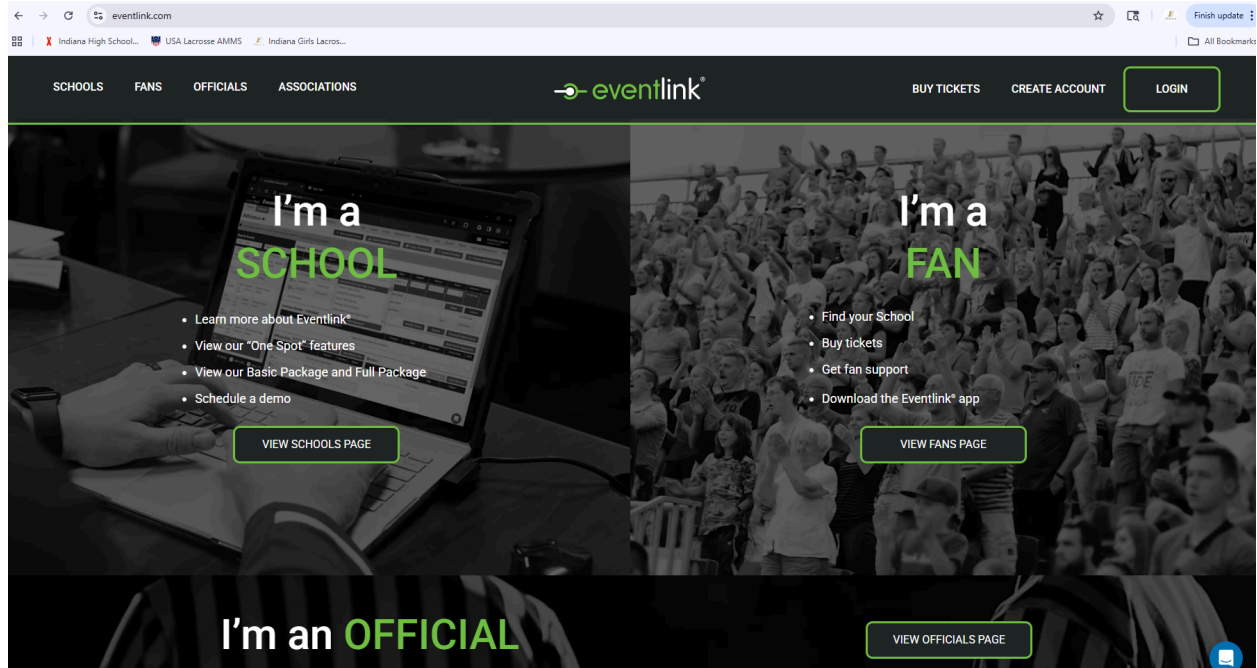 eventlink.com
Finish update
Indiana High School...
USA Lacrosse AMMS
Indiana Girls Lacros...
All Bookmarks
SCHOOLS FANS OFFICIALS ASSOCIATIONS
eventlink®
BUY TICKETS CREATE ACCOUNT LOGIN
I'm a
SCHOOL
• Learn more about Eventlink®
• View our “One Spot” features
• View our Basic Package and Full Package
• Schedule a demo
VIEW SCHOOLS PAGE
I'm a
FAN
• Find your School
• Buy tickets
• Get fan support
• Download the Eventlink® app
VIEW FANS PAGE
I'm an OFFICIAL
VIEW OFFICIALS PAGE